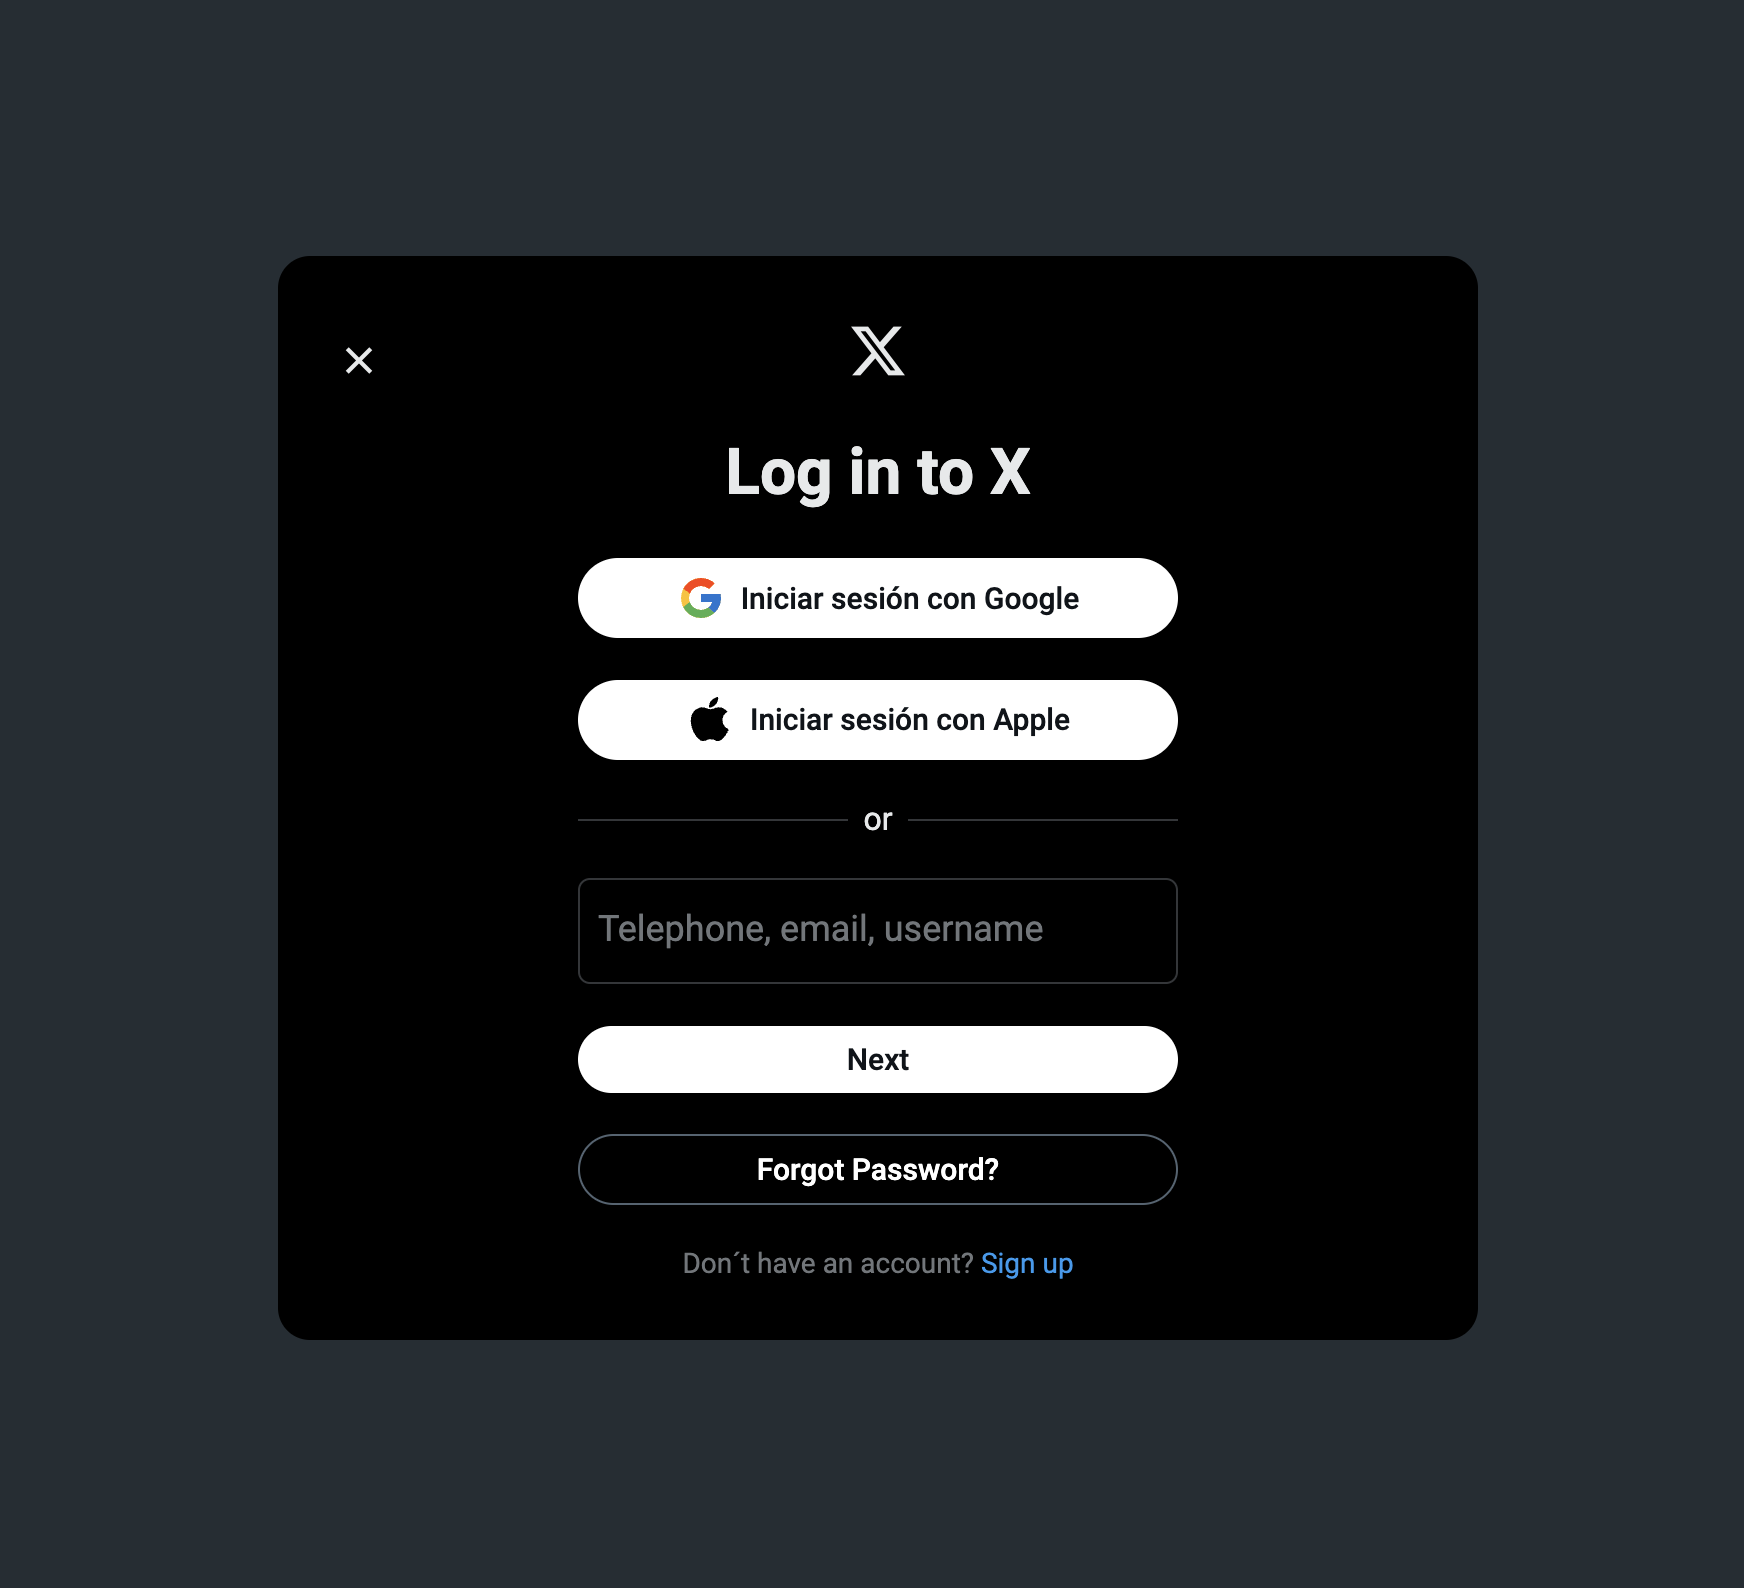 Log in to X
Iniciar sesión con Google
Iniciar sesión con Apple
or
Telephone, email, username
Next
Forgot Password?
Don´t have an account? Sign up